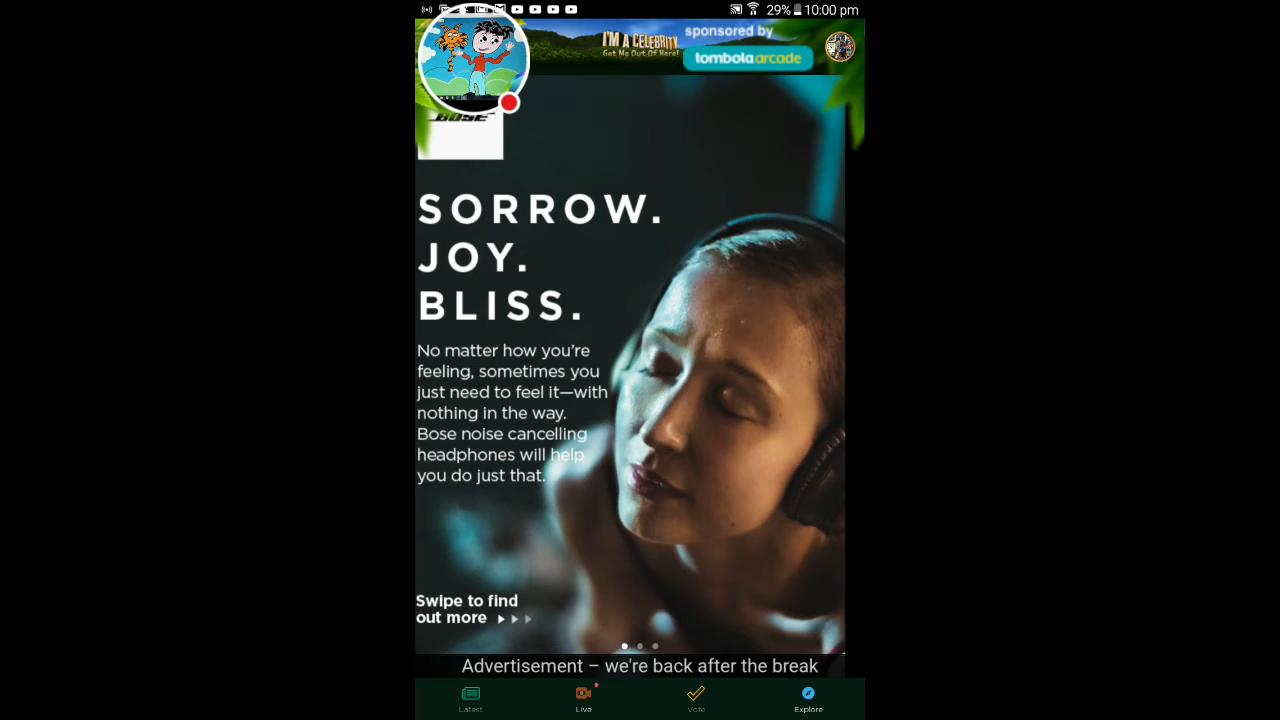 29% 10:00 pm
I'M A CELEBRITY
Get Me Out Of Here!
sponsored by
tombola arcade
BOSE
SORROW.
JOY.
BLISS.
No matter how you're
feeling, sometimes you
just need to feel it—with
nothing in the way.
Bose noise cancelling
headphones will help
you do just that.
Swipe to find
out more
Advertisement – we're back after the break
Latest
Live
Vote
Explore